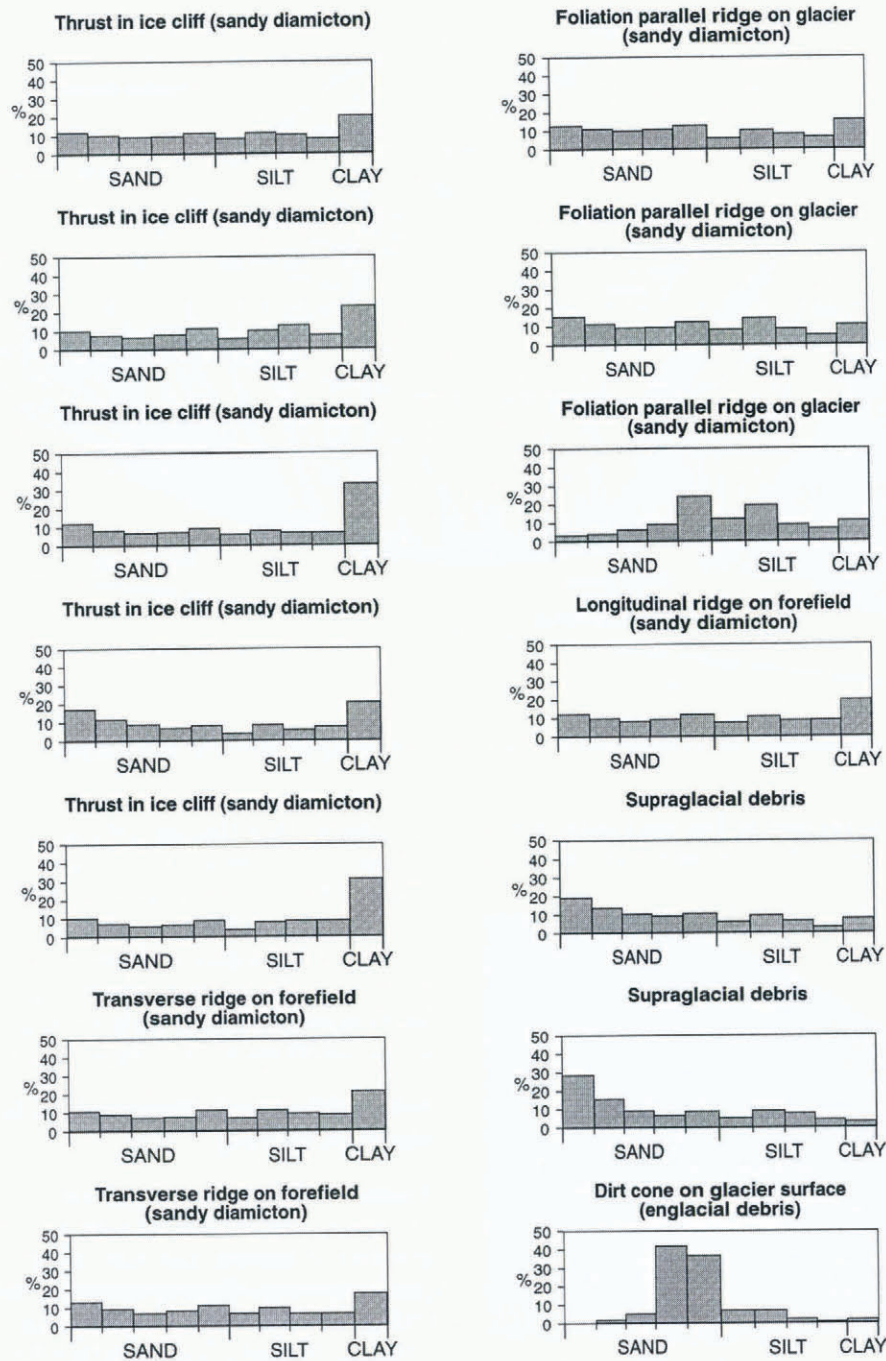 Thrust in ice cliff (sandy diamicton)
50
40
30
%
20
10
0
SAND SILT CLAY
Thrust in ice cliff (sandy diamicton)
50
40
30
%
20
10
0
SAND SILT CLAY
Thrust in ice cliff (sandy diamicton)
50
40
30
%
20
10
0
SAND SILT CLAY
Thrust in ice cliff (sandy diamicton)
50
40
30
%
20
10
0
SAND SILT CLAY
Thrust in ice cliff (sandy diamicton)
50
40
30
%
20
10
0
SAND SILT CLAY
Transverse ridge on forefield
(sandy diamicton)
50
40
30
%
20
10
0
SAND SILT CLAY
Transverse ridge on forefield
(sandy diamicton)
50
40
30
%
20
10
0
SAND SILT CLAY
Foliation parallel ridge on glacier
(sandy diamicton)
50
40
30
%
20
10
0
SAND SILT CLAY
Foliation parallel ridge on glacier
(sandy diamicton)
50
40
30
%
20
10
0
SAND SILT CLAY
Foliation parallel ridge on glacier
(sandy diamicton)
50
40
30
%
20
10
0
SAND SILT CLAY
Longitudinal ridge on forefield
(sandy diamicton)
50
40
30
%
20
10
0
SAND SILT CLAY
Supraglacial debris
50
40
30
%
20
10
0
SAND SILT CLAY
Supraglacial debris
50
40
30
%
20
10
0
SAND SILT CLAY
Dirt cone on glacier surface
(englacial debris)
50
40
30
%
20
10
0
SAND SILT CLAY